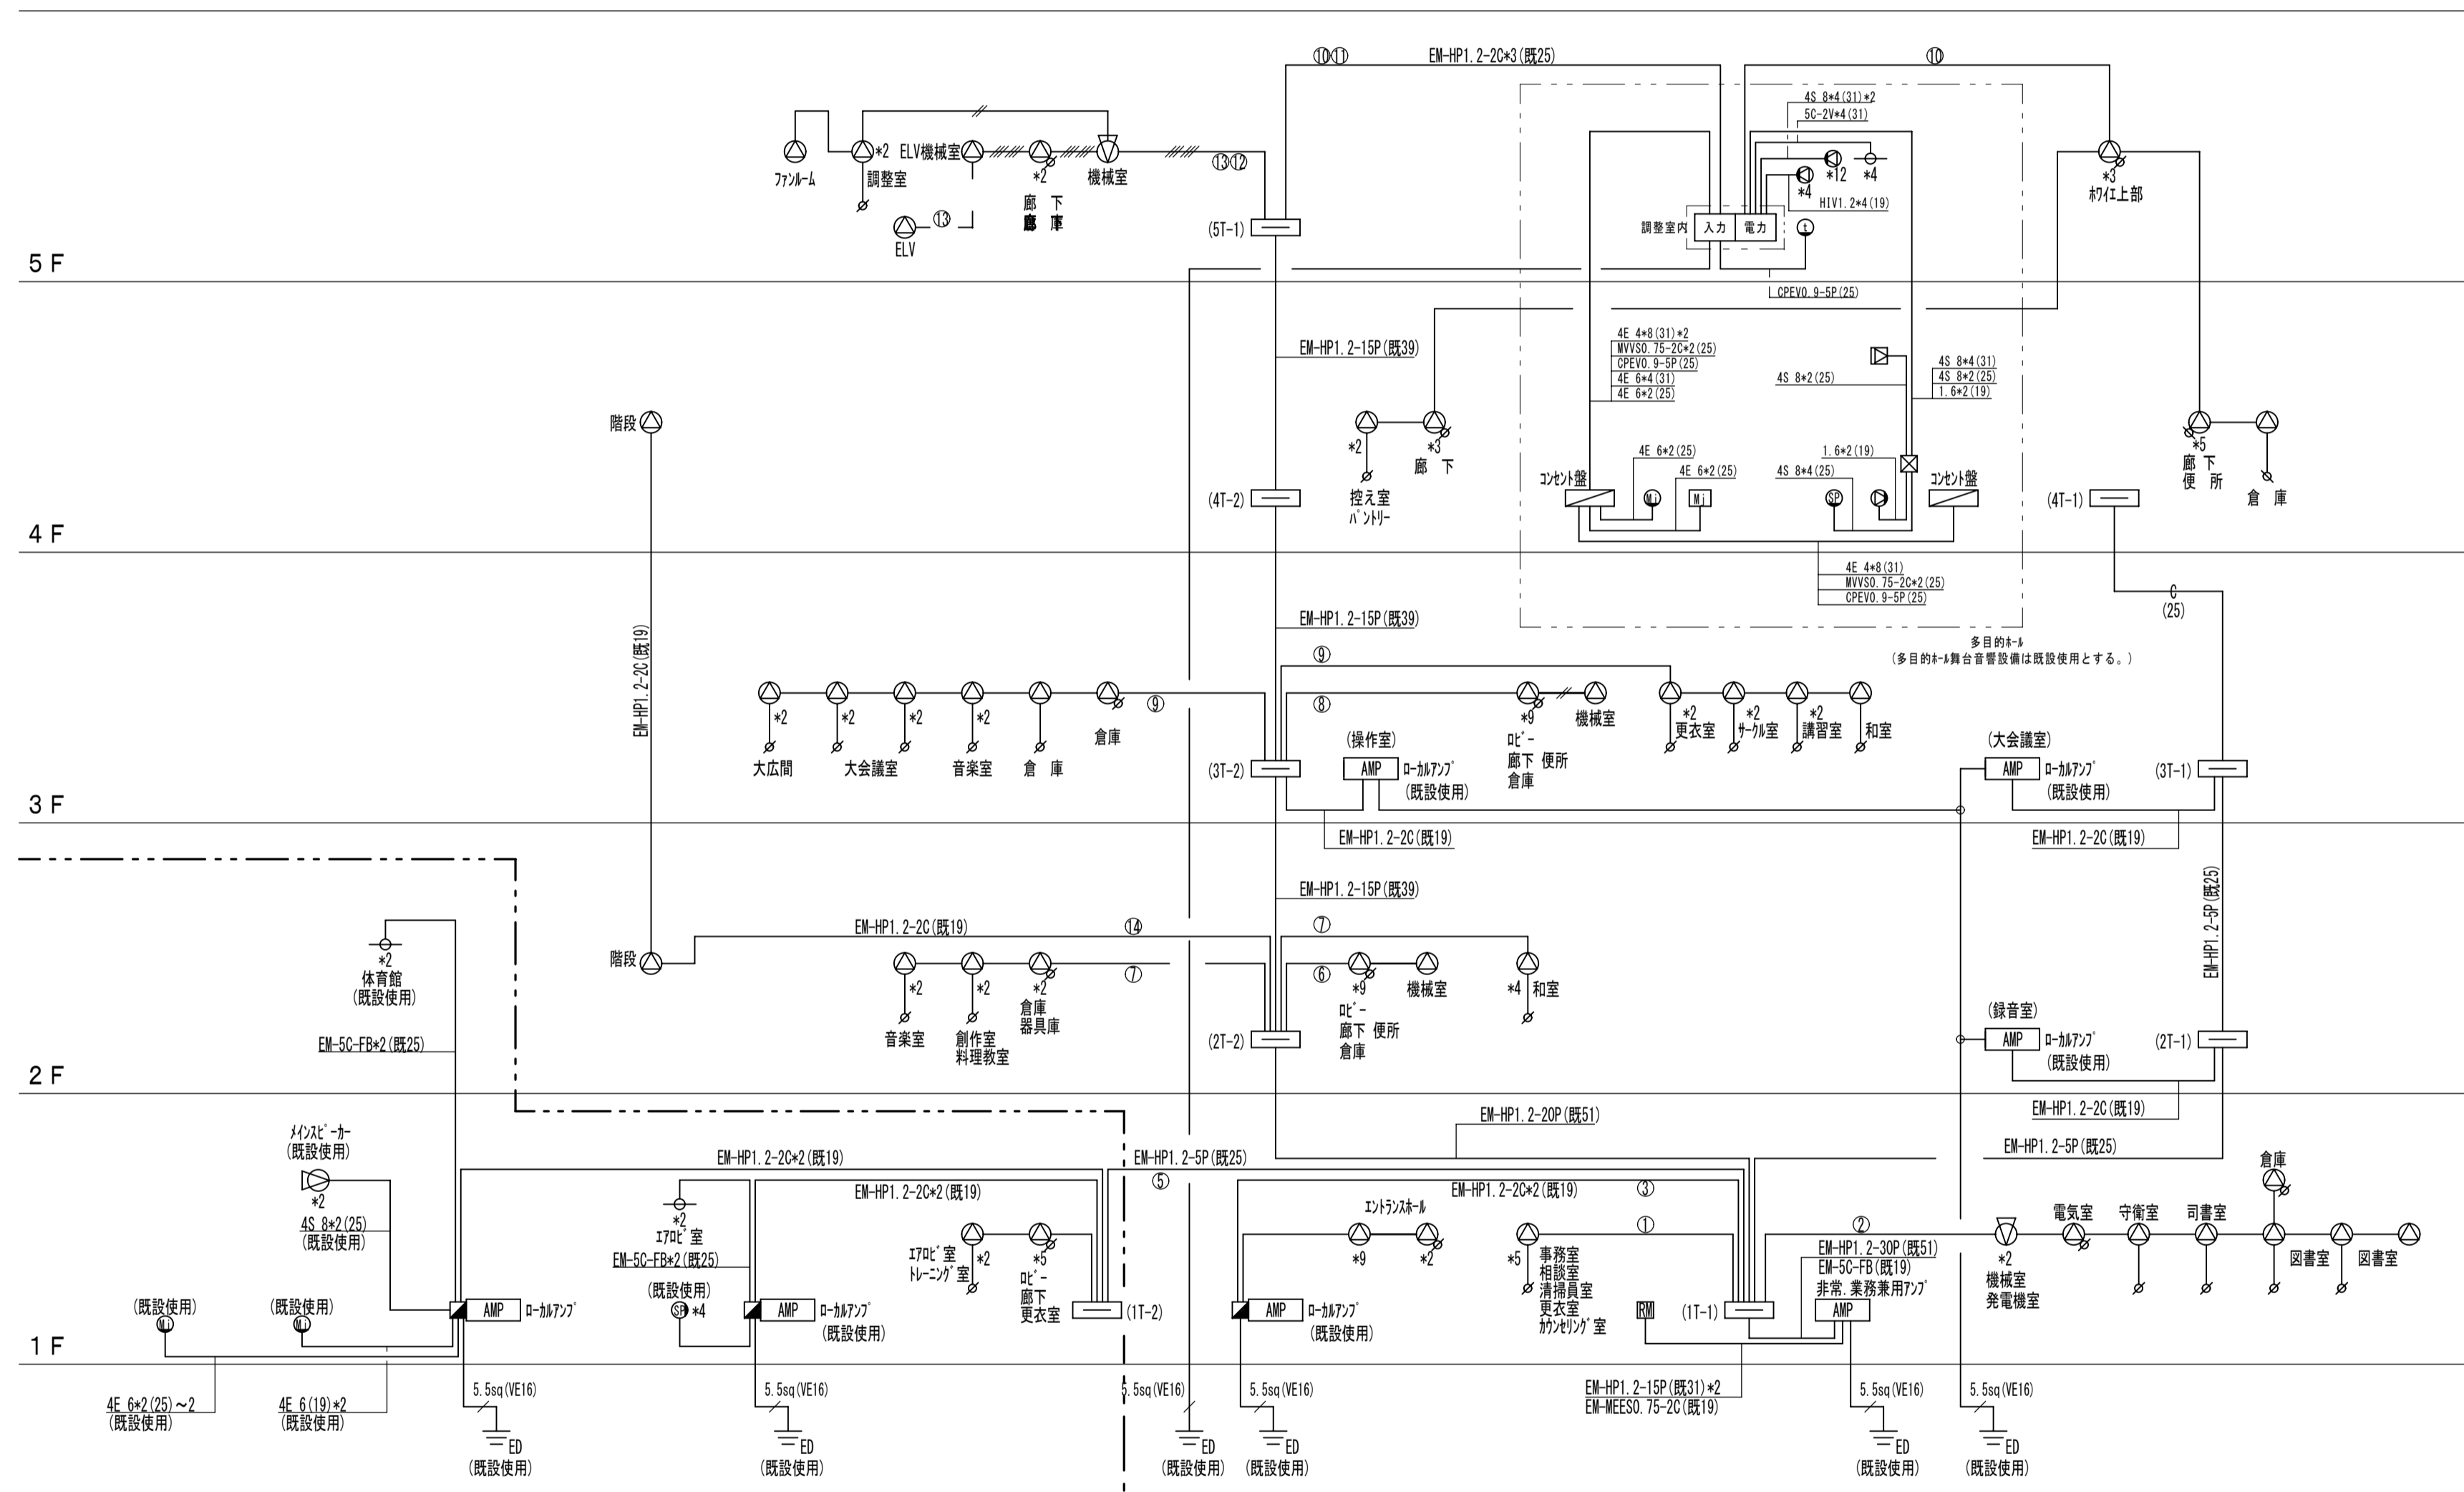 ⑩⑪
EM-HP1.2-2C*3(既25)
⑩
4S 8*4(31)*2
5C-2V*4(31)
*2
ELV機械室
*12
*4
*4
ﾌｧﾝﾙｰﾑ
調整室
*2
機械室
⑬⑫
*3
ﾎﾜｲｴ上部
HIV1.2*4(19)
廊 下
⑬
ELV
(5T-1)
調整室内
入力
電力
t
5F
CPEV0.9-5P(25)
EM-HP1.2-15P(既39)
4E 4*8(31)*2
MVVS0.75-2C*2(25)
CPEV0.9-5P(25)
4E 6*4(31)
4E 6*2(25)
4S 8*2(25)
4S 8*4(31)
4S 8*2(25)
1.6*2(19)
階段
*2
*3
廊 下
4E 6*2(25)
4E 6*2(25)
1.6*2(19)
4S 8*4(25)
*5
廊 下
便 所
倉 庫
控え室
ﾊﾟﾝﾄﾘｰ
(4T-2)
ｺﾝｾﾝﾄ盤
Mj
Mj
SP
ｺﾝｾﾝﾄ盤
(4T-1)
4F
4E 4*8(31)
MVVS0.75-2C*2(25)
CPEV0.9-5P(25)
C
(25)
EM-HP1.2-2C(既19)
EM-HP1.2-15P(既39)
多目的ﾎｰﾙ
(多目的ﾎｰﾙ舞台音響設備は既設使用とする。)
⑨
⑨
⑧
*2
*2
*2
*2
大広間
大会議室
音楽室
倉 庫
倉庫
*9
ﾛﾋﾞｰ
廊下 便所
倉庫
機械室
*2
更衣室
*2
ｻｰｸﾙ室
*2
講習室
和室
(3T-2)
(操作室)
AMP
ﾛｰｶﾙｱﾝﾌﾟ
(既設使用)
(大会議室)
AMP
ﾛｰｶﾙｱﾝﾌﾟ
(既設使用)
(3T-1)
3F
EM-HP1.2-2C(既19)
EM-HP1.2-2C(既19)
EM-HP1.2-15P(既39)
EM-HP1.2-5P(既25)
EM-HP1.2-2C(既19)
⑭
⑦
*2
体育館
(既設使用)
階段
*2
*2
*2
倉庫
器具庫
⑦
⑥
*9
ﾛﾋﾞｰ
廊下 便所
倉庫
機械室
*4
和室
音楽室
創作室
料理教室
(2T-2)
(録音室)
AMP
ﾛｰｶﾙｱﾝﾌﾟ
(既設使用)
(2T-1)
EM-5C-FB*2(既25)
2F
EM-HP1.2-2C(既19)
EM-HP1.2-20P(既51)
EM-HP1.2-5P(既25)
ﾒｲﾝｽﾋﾟｰｶｰ
(既設使用)
*2
EM-HP1.2-2C*2(既19)
EM-HP1.2-5P(既25)
⑤
EM-HP1.2-2C*2(既19)
EM-HP1.2-2C*2(既19)
③
4S 8*2(25)
(既設使用)
*2
ｴｱﾛﾋﾞ室
EM-5C-FB*2(既25)
(既設使用)
SP
*4
ｴｱﾛﾋﾞ室
ﾄﾚｰﾆﾝｸﾞ室
*2
*5
ﾛﾋﾞｰ
廊下
更衣室
ｴﾝﾄﾗﾝｽﾎｰﾙ
*9
*2
①
*5
事務室
相談室
清掃員室
更衣室
ｶｳﾝｾﾘﾝｸﾞ室
②
EM-HP1.2-30P(既51)
EM-5C-FB(既19)
非常.業務兼用ｱﾝﾌﾟ
AMP
*2
機械室
発電機室
電気室
守衛室
司書室
倉庫
図書室
図書室
(既設使用)
Mj
(既設使用)
Mj
AMP
ﾛｰｶﾙｱﾝﾌﾟ
AMP
ﾛｰｶﾙｱﾝﾌﾟ
(既設使用)
(1T-2)
AMP
ﾛｰｶﾙｱﾝﾌﾟ
(既設使用)
RM
(1T-1)
1F
4E 6*2(25)～2
(既設使用)
4E 6(19)*2
(既設使用)
5.5sq(VE16)
ED
(既設使用)
5.5sq(VE16)
ED
(既設使用)
5.5sq(VE16)
ED
(既設使用)
5.5sq(VE16)
ED
(既設使用)
EM-HP1.2-15P(既31)*2
EM-MEES0.75-2C(既19)
5.5sq(VE16)
ED
(既設使用)
5.5sq(VE16)
ED
(既設使用)